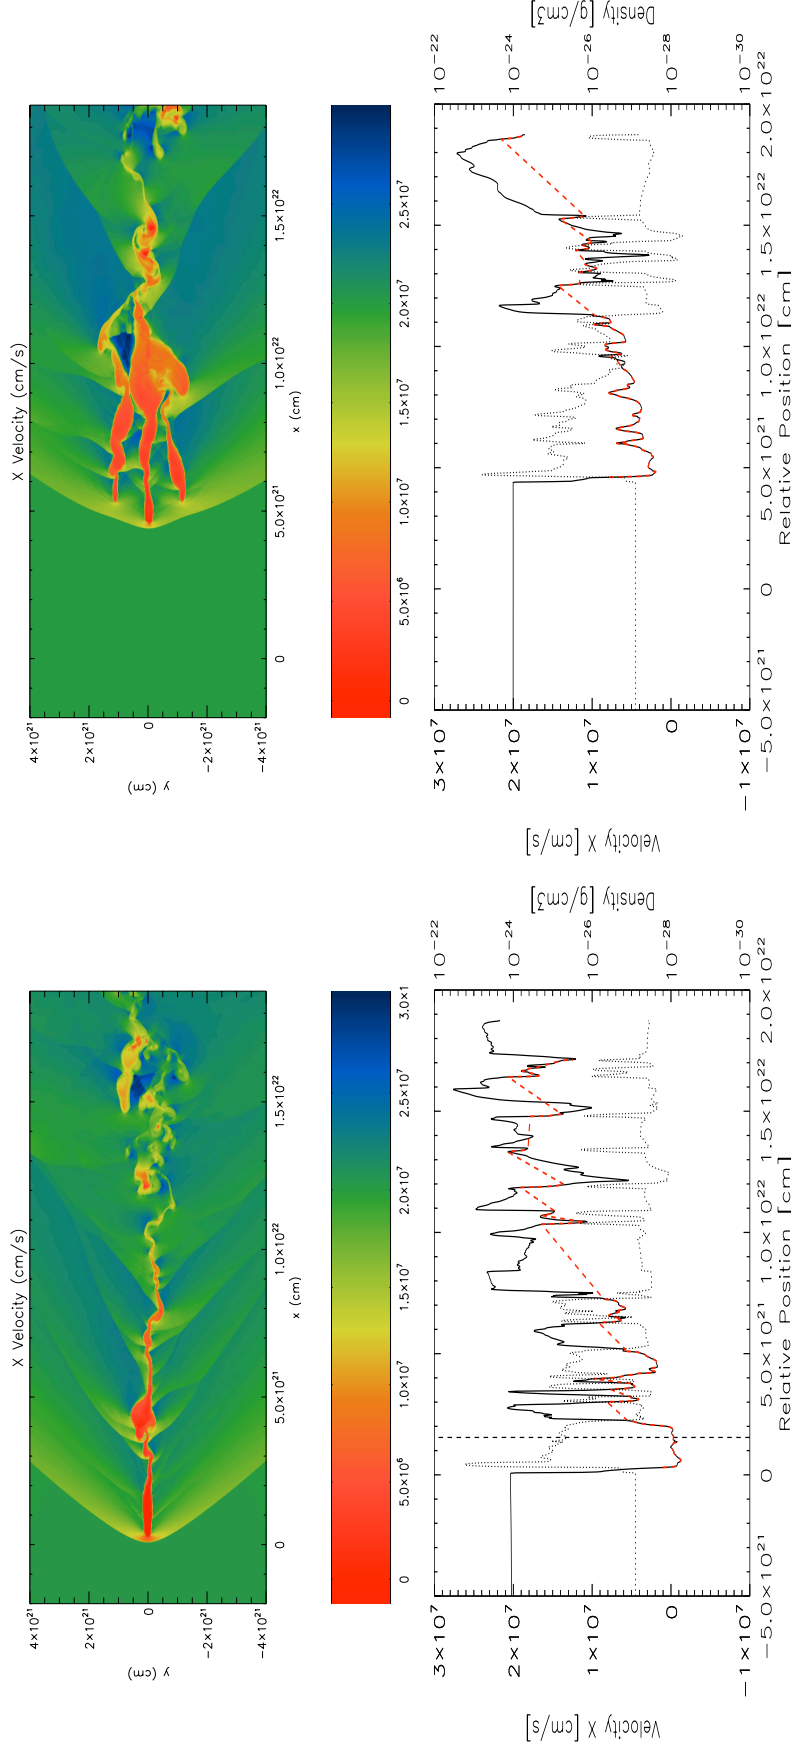 X Velocity (cm/s)
4×10²¹
2×10²¹
0
−2×10²¹
−4×10²¹
y (cm)
0 5.0×10²¹ 1.0×10²² 1.5×10²²
x (cm)
0 5.0×10⁶ 1.0×10⁷ 1.5×10⁷ 2.0×10⁷ 2.5×10⁷ 3.0×1
3×10⁷
2×10⁷
1×10⁷
0
−1×10⁷
Velocity X [cm/s]
10⁻²²
10⁻²⁴
10⁻²⁶
10⁻²⁸
10⁻³⁰
Density [g/cm3]
−5.0×10²¹ 0 5.0×10²¹ 1.0×10²² 1.5×10²² 2.0×10²²
Relative Position [cm]
X Velocity (cm/s)
4×10²¹
2×10²¹
0
−2×10²¹
−4×10²¹
y (cm)
0 5.0×10²¹ 1.0×10²² 1.5×10²²
x (cm)
0 5.0×10⁶ 1.0×10⁷ 1.5×10⁷ 2.0×10⁷ 2.5×10⁷
3×10⁷
2×10⁷
1×10⁷
0
−1×10⁷
Velocity X [cm/s]
10⁻²²
10⁻²⁴
10⁻²⁶
10⁻²⁸
10⁻³⁰
Density [g/cm3]
−5.0×10²¹ 0 5.0×10²¹ 1.0×10²² 1.5×10²² 2.0×10²²
Relative Position [cm]